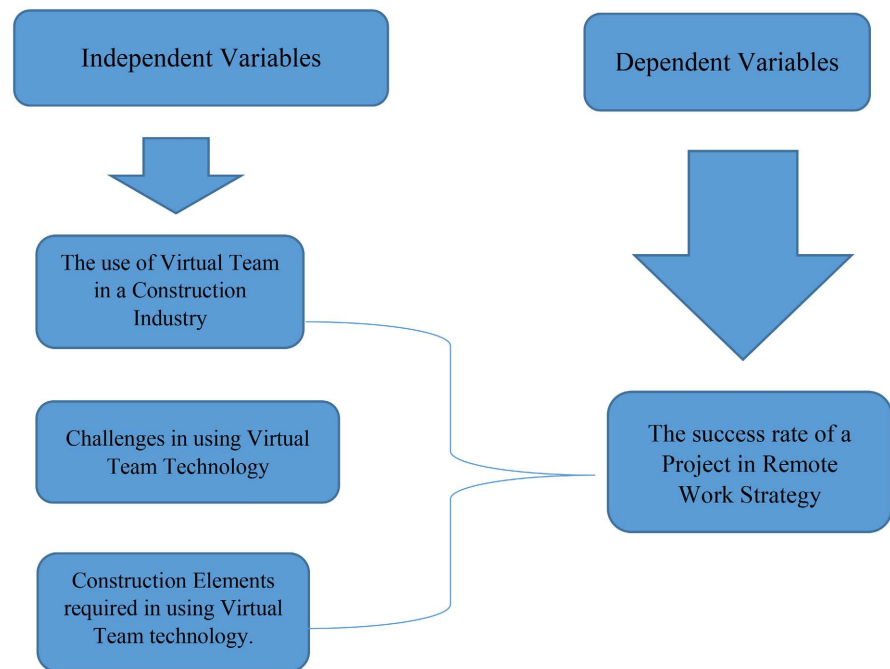 Independent Variables
Dependent Variables
The use of Virtual Team
in a Construction
Industry
Challenges in using Virtual
Team Technology
Construction Elements
required in using Virtual
Team technology.
The success rate of a
Project in Remote
Work Strategy